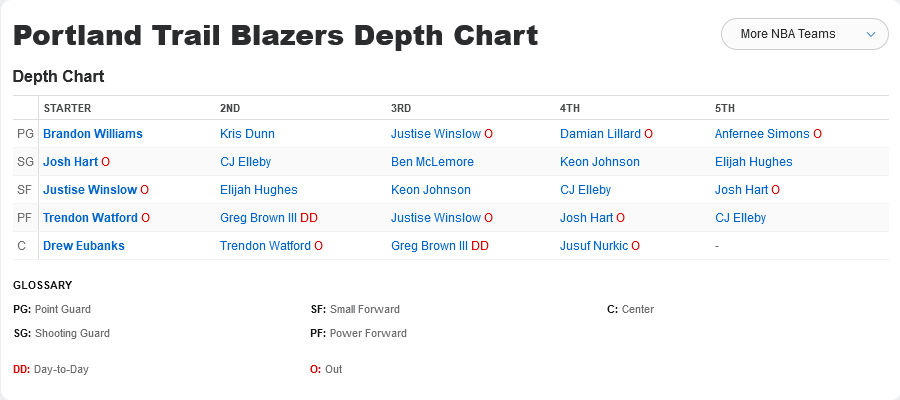 Portland Trail Blazers Depth Chart
More NBA Teams
Depth Chart
STARTER 2ND 3RD 4TH 5TH
PG Brandon Williams Kris Dunn Justise Winslow O Damian Lillard O Anfernee Simons O
SG Josh Hart O CJ Elleby Ben McLemore Keon Johnson Elijah Hughes
SF Justise Winslow O Elijah Hughes Keon Johnson CJ Elleby Josh Hart O
PF Trendon Watford O Greg Brown III DD Justise Winslow O Josh Hart O CJ Elleby
C Drew Eubanks Trendon Watford O Greg Brown III DD Jusuf Nurkic O -
GLOSSARY
PG: Point Guard SF: Small Forward C: Center
SG: Shooting Guard PF: Power Forward
DD: Day-to-Day O: Out